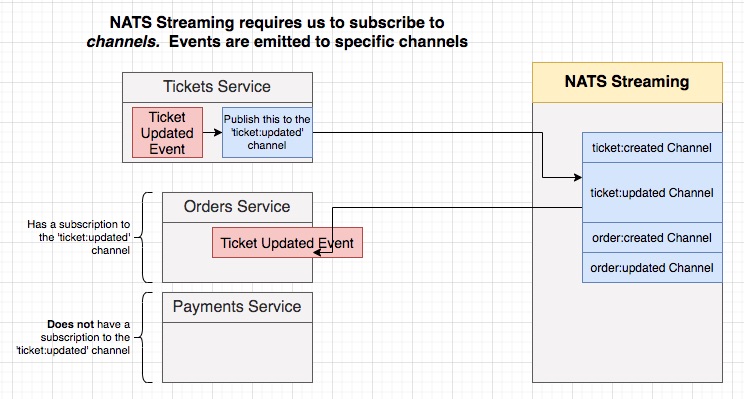 NATS Streaming requires us to subscribe to
channels. Events are emitted to specific channels
Tickets Service
Ticket
Updated
Event
Publish this to the
'ticket:updated'
channel
NATS Streaming
ticket:created Channel
ticket:updated Channel
order:created Channel
order:updated Channel
Has a subscription to
the 'ticket:updated'
channel
Orders Service
Ticket Updated Event
Does not have a
subscription to the
'ticket:updated' channel
Payments Service